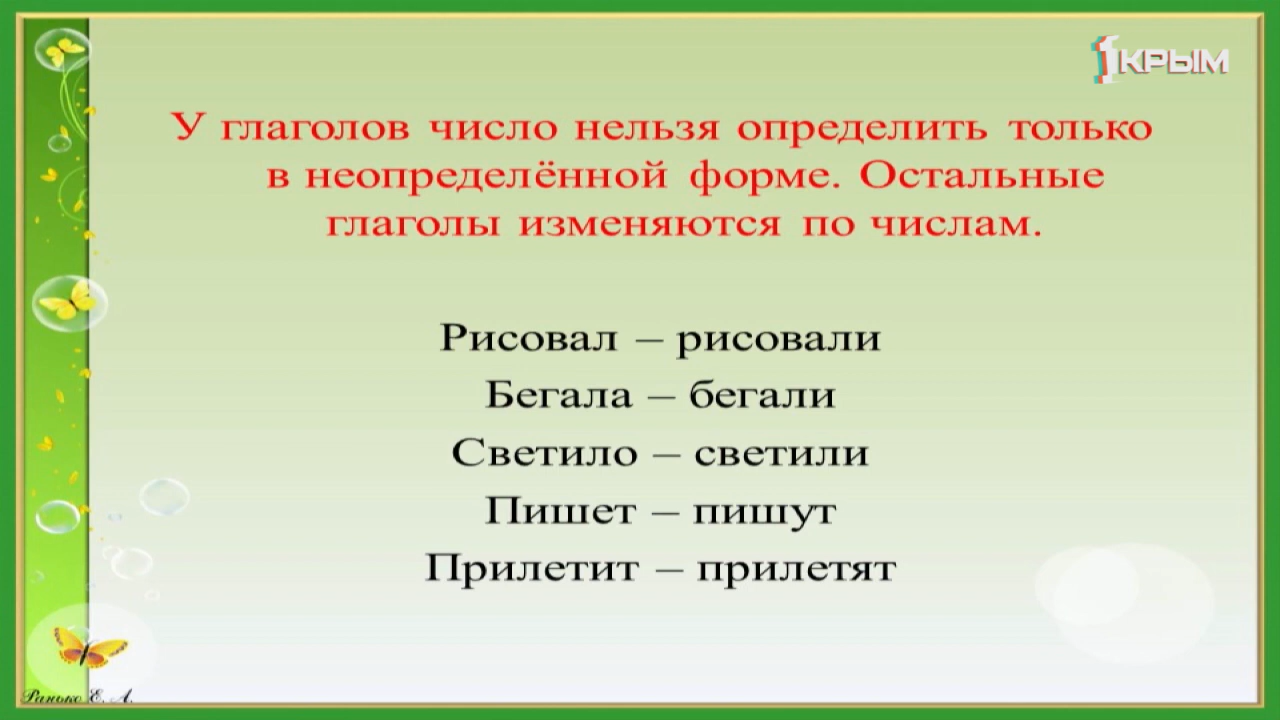 1КРЫМ
У глаголов число нельзя определить только
в неопределённой форме. Остальные
глаголы изменяются по числам.
Рисовал – рисовали
Бегала – бегали
Светило – светили
Пишет – пишут
Прилетит – прилетят
Ранько Е. А.